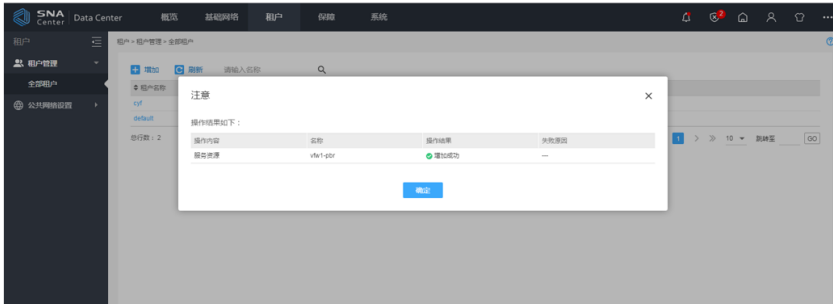 SNA Center Data Center 概览 基础网络 租户 保障 系统 2
租户
租户 > 租户管理 > 全部租户
租户管理
增加 刷新 请输入名称
全部租户
租户名称
公共网络设置
cyf
default
总行数：2
1 10 跳转至 GO
注意
操作结果如下：
操作内容 名称 操作结果 失败原因
服务资源 vfw1-pbr 增加成功 —
确定